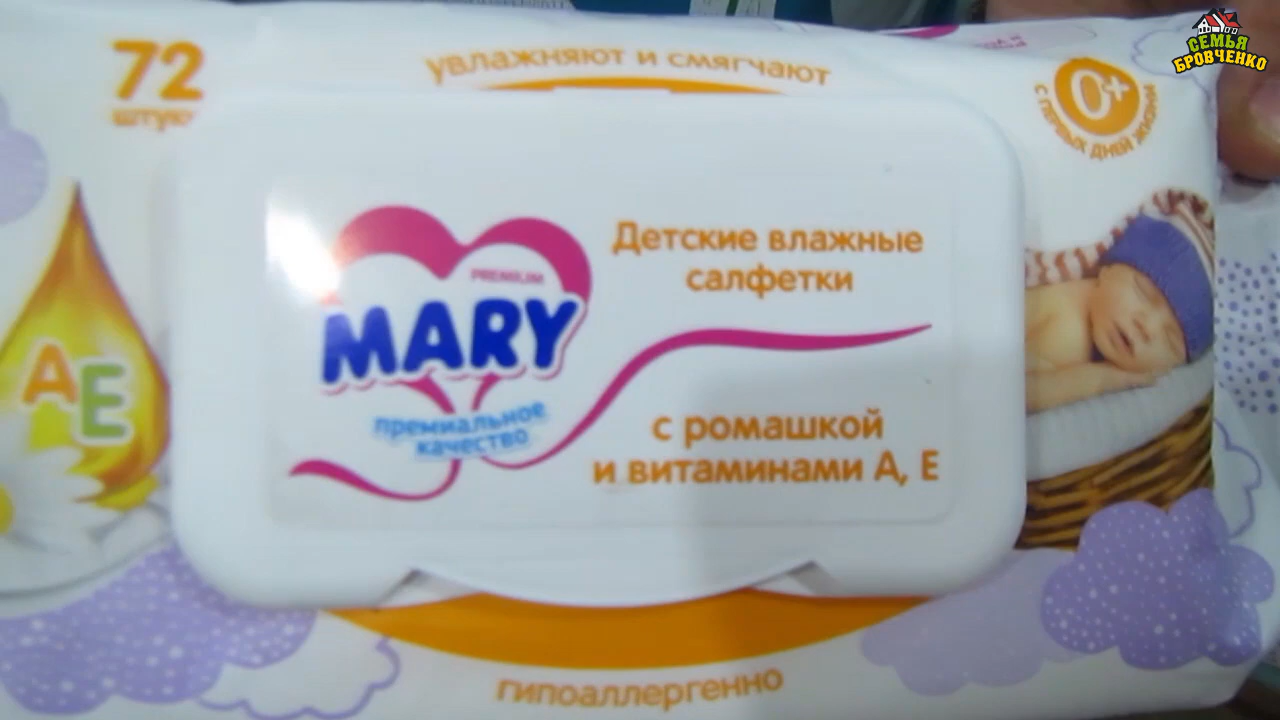 СЕМЬЯ
БРОВЧЕНКО
72
штук
увлажняют и смягчают
0+
с первых дней жизни
PREMIUM
MARY
премиальное
качество
Детские влажные
салфетки
с ромашкой
и витаминами А, Е
А Е
гипоаллергенно